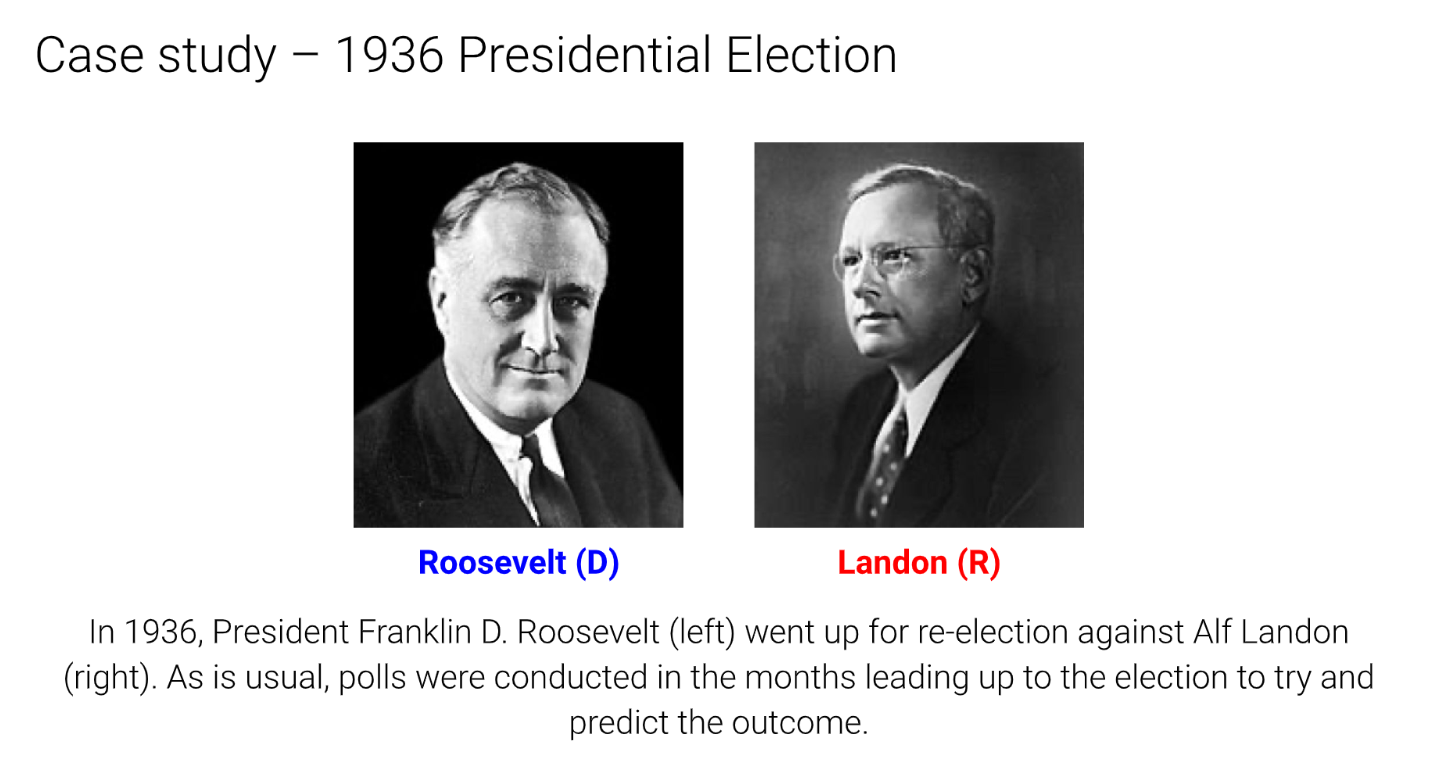 Case study – 1936 Presidential Election
Roosevelt (D)
Landon (R)
In 1936, President Franklin D. Roosevelt (left) went up for re-election against Alf Landon
(right). As is usual, polls were conducted in the months leading up to the election to try and
predict the outcome.